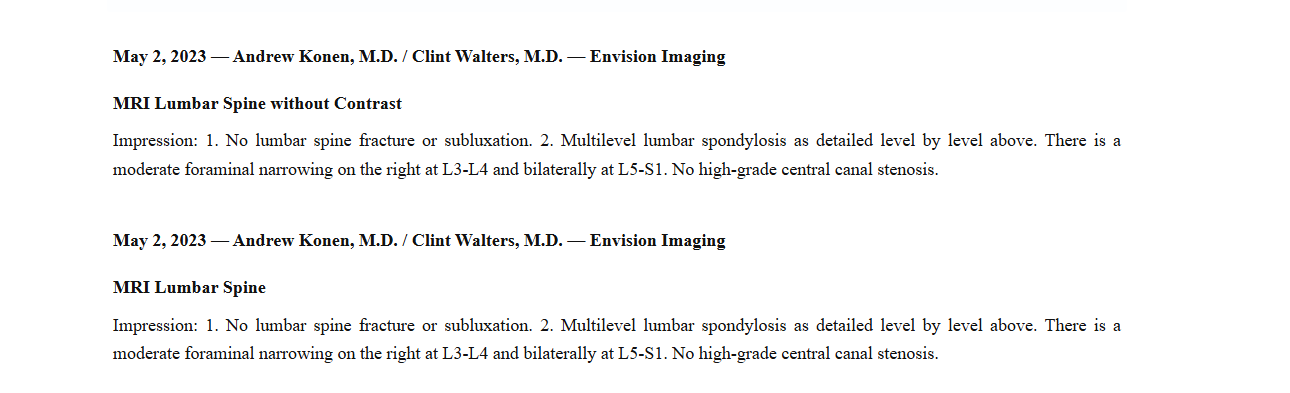 May 2, 2023 — Andrew Konen, M.D. / Clint Walters, M.D. — Envision Imaging
MRI Lumbar Spine without Contrast
Impression: 1. No lumbar spine fracture or subluxation. 2. Multilevel lumbar spondylosis as detailed level by level above. There is a
moderate foraminal narrowing on the right at L3-L4 and bilaterally at L5-S1. No high-grade central canal stenosis.
May 2, 2023 — Andrew Konen, M.D. / Clint Walters, M.D. — Envision Imaging
MRI Lumbar Spine
Impression: 1. No lumbar spine fracture or subluxation. 2. Multilevel lumbar spondylosis as detailed level by level above. There is a
moderate foraminal narrowing on the right at L3-L4 and bilaterally at L5-S1. No high-grade central canal stenosis.